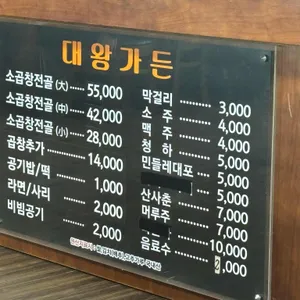 대왕가든
소곱창전골 (大) ····· 55,000
소곱창전골 (中) ····· 42,000
소곱창전골 (小) ····· 28,000
곱창추가 ········ 14,000
공기밥/떡 ········ 1,000
라면/사리 ········ 2,000
비빔공기 ········ 2,000
막걸리 ········ 3,000
소 주 ········ 4,000
맥 주 ········ 4,000
청 하 ········ 5,000
민들레대포 ········ 5,000
········ 5,000
산사춘 ········ 7,000
머루주 ········ 7,000
········ 10,000
음료수 ········ 2,000